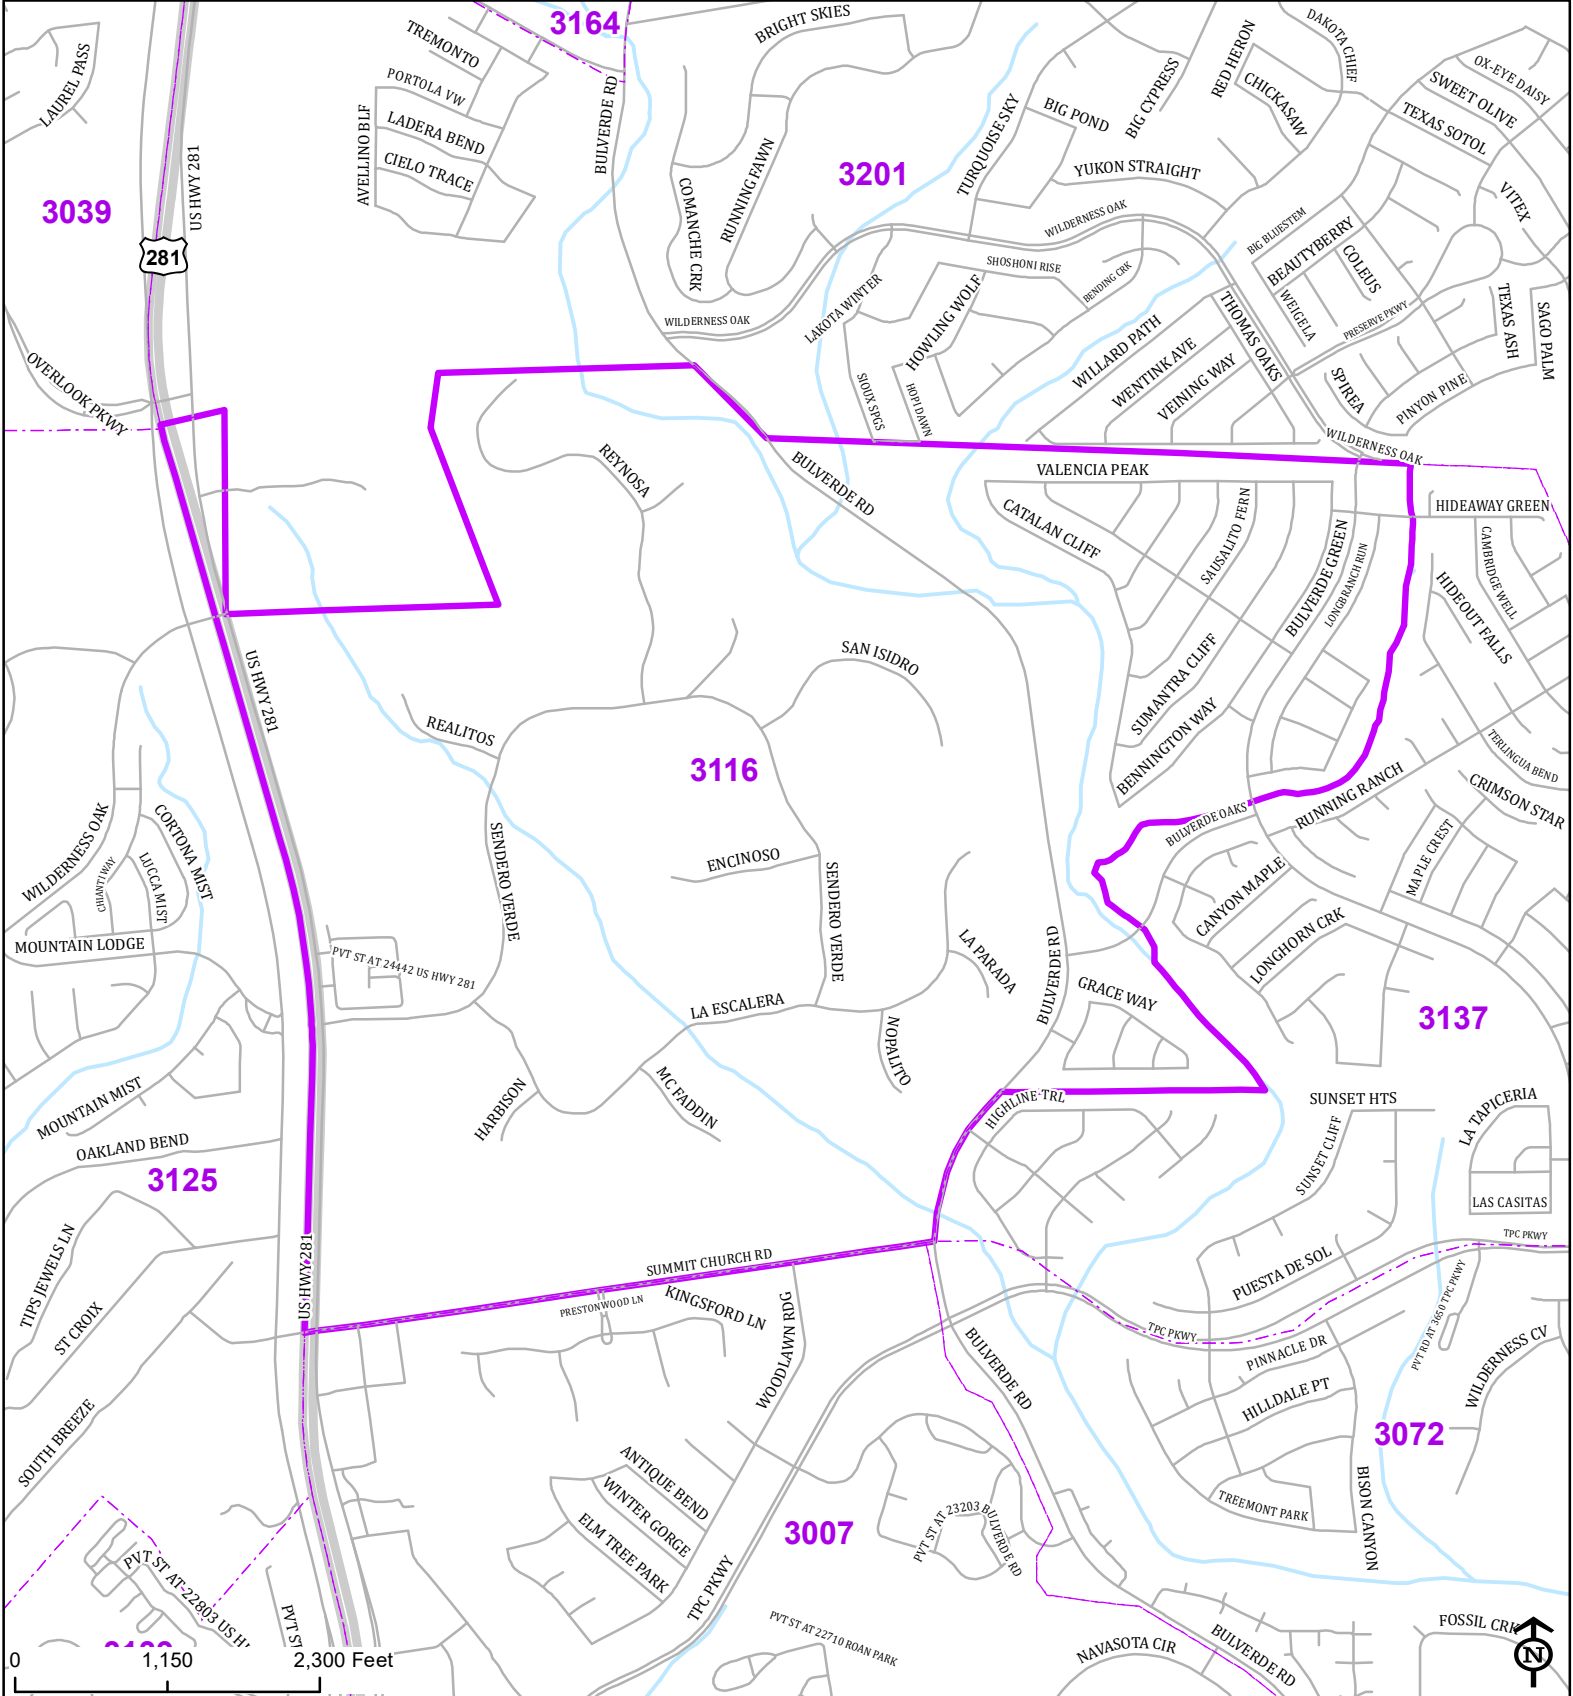 3164
BRIGHT SKIES
DAKOTA CHIEF
TREMONTO
LAUREL PASS
RED HERON
OX-EYE DAISY
PORTOLA VW
BIG CYPRESS
CHICKASAW
SWEET OLIVE
BULVERDE RD
TURQUOISE SKY
BIG POND
TEXAS SOTOL
AVELLINO BLF
LADERA BEND
CIELO TRACE
US HWY 281
RUNNING FAWN
3201
YUKON STRAIGHT
VITEX
3039
COMANCHE CRK
WILDERNESS OAK
BIG BLUESTEM
BEAUTYBERRY
COLEUS
281
SHOSHONI RISE
BENDING CRK
WEIGELA
PRESERVE PKWY
TEXAS ASH
SAGO PALM
WILDERNESS OAK
LAKOTA WINTER
HOWLING WOLF
WILLARD PATH
WENTINK AVE
VEINING WAY
THOMAS OAKS
OVERLOOK PKWY
SIOUX SPGS
HOPI DAWN
SPIREA
PINYON PINE
WILDERNESS OAK
REYNOSA
BULVERDE RD
VALENCIA PEAK
HIDEAWAY GREEN
CATALAN CLIFF
SAUSALITO FERN
BULVERDE GREEN
LONGBRANCH RUN
CAMBRIDGE WELL
HIDEOUT FALLS
US HWY 281
SAN ISIDRO
SUMANTRA CLIFF
REALITOS
BENNINGTON WAY
TERLINGUA BEND
3116
CRIMSON STAR
RUNNING RANCH
BULVERDE OAKS
WILDERNESS OAK
CORTONA MIST
CHIANTI WAY
LUCCA MIST
SENDERO VERDE
ENCINOSO
SENDERO VERDE
MAPLE CREST
CANYON MAPLE
MOUNTAIN LODGE
PVT ST AT 24442 US HWY 281
LA PARADA
BULVERDE RD
LONGHORN CRK
GRACE WAY
LA ESCALERA
NOPALITO
3137
MOUNTAIN MIST
HARBISON
MC FADDIN
HIGHLINE TRL
SUNSET HTS
LA TAPICERIA
OAKLAND BEND
SUNSET CLIFF
3125
LAS CASITAS
TPC PKWY
TIPS JEWELS LN
US HWY 281
SUMMIT CHURCH RD
PUESTA DE SOL
ST CROIX
PRESTONWOOD LN
KINGSFORD LN
WOODLAWN RDG
TPC PKWY
PVT RD AT 3650 TPC PKWY
BULVERDE RD
PINNACLE DR
WILDERNESS CV
HILLDALE PT
SOUTH BREEZE
3072
ANTIQUE BEND
WINTER GORGE
ELM TREE PARK
BISON CANYON
TREEMONT PARK
3007
PVT ST AT 23203 BULVERDE RD
PVT ST AT 22803 US H
TPC PKWY
PVT ST
PVT ST AT 22710 ROAN PARK
NAVASOTA CIR
BULVERDE RD
FOSSIL CRK
0 1,150 2,300 Feet
N